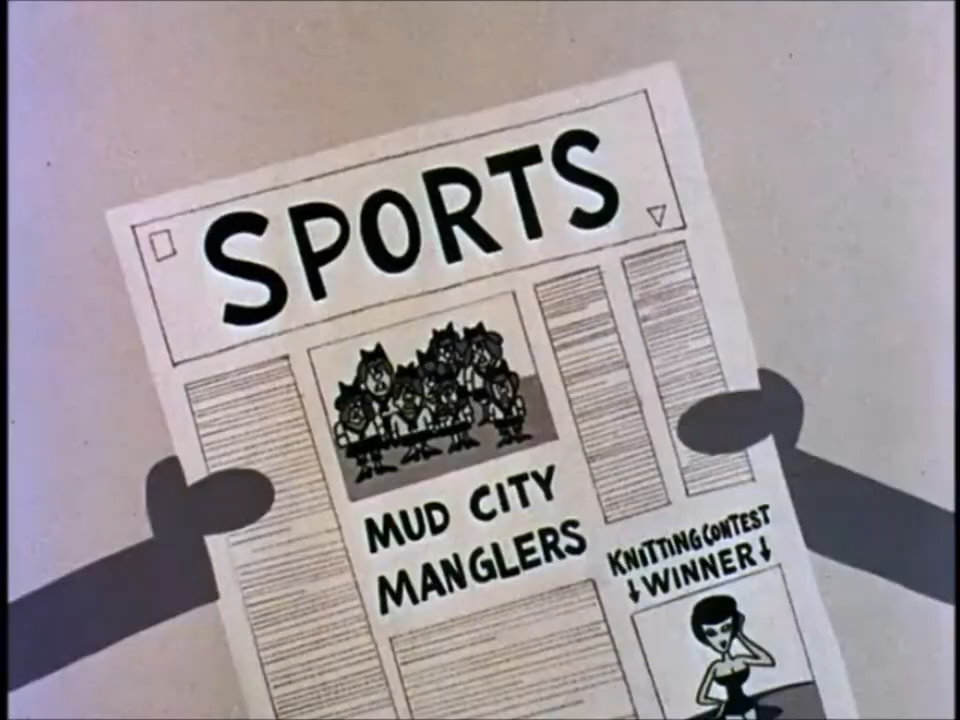 SPORTS
MUD CITY
MANGLERS
KNITTING CONTEST
↓WINNER↓